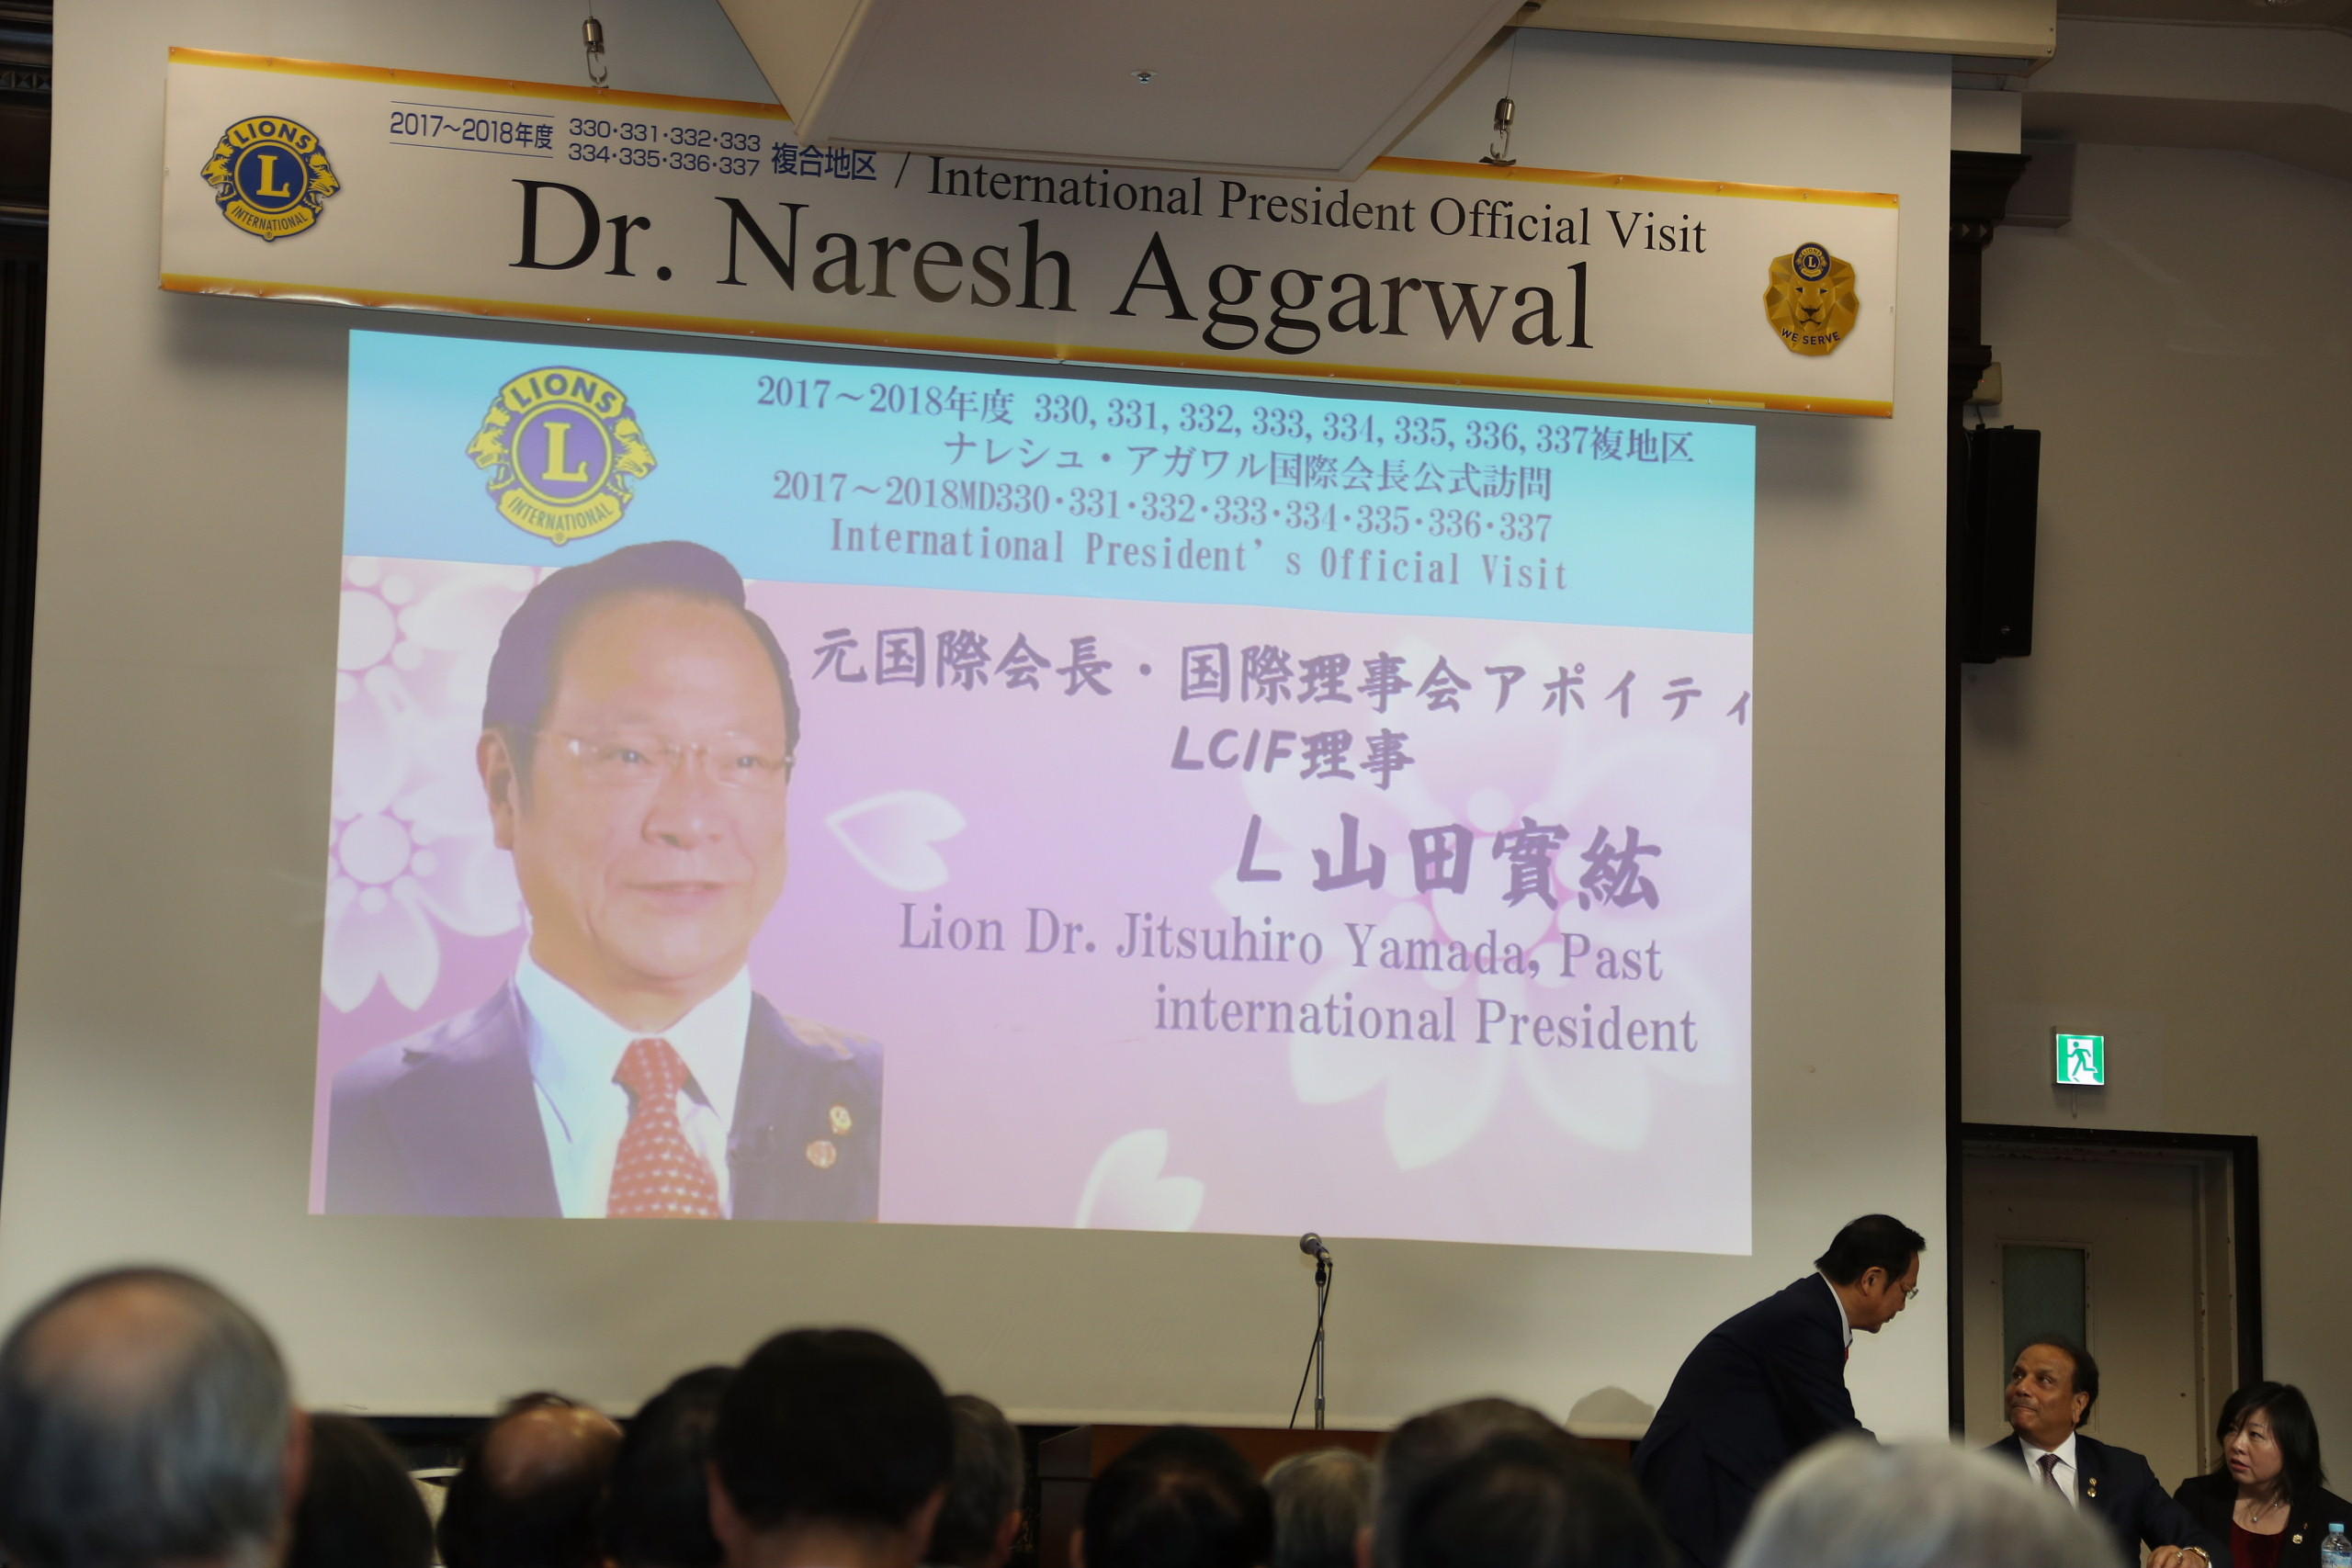 LIONS
L
INTERNATIONAL
2017〜2018年度 330・331・332・333
334・335・336・337 複合地区 / International President Official Visit
Dr. Naresh Aggarwal
L
WE SERVE
LIONS
L
INTERNATIONAL
2017〜2018年度 330, 331, 332, 333, 334, 335, 336, 337複地区
ナレシュ・アガワル国際会長公式訪問
2017〜2018MD330・331・332・333・334・335・336・337
International President’s Official Visit
元国際会長・国際理事会アポイティ
LCIF理事
L 山田實紘
Lion Dr. Jitsuhiro Yamada, Past
international President